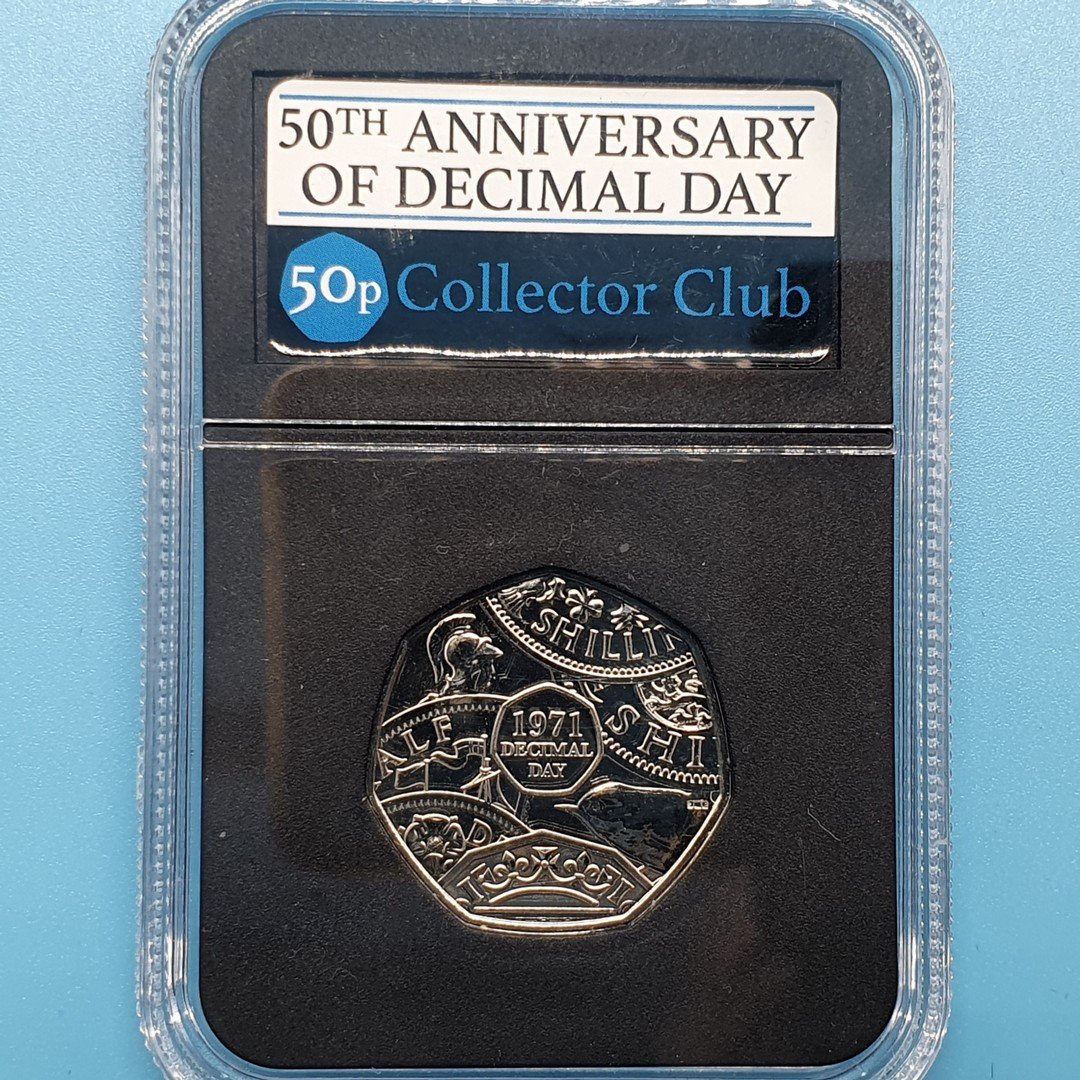 50TH ANNIVERSARY
OF DECIMAL DAY
50p Collector Club
SHILLI
ALF
SHI
1971
DECIMAL
DAY